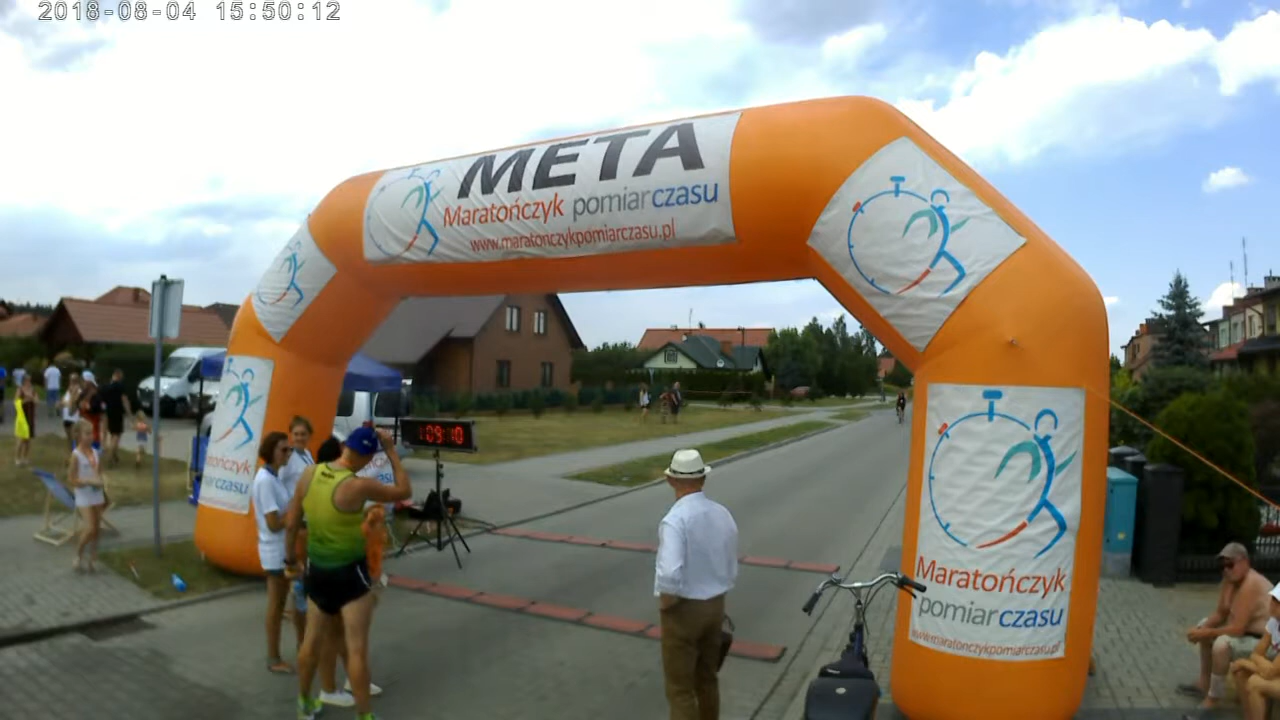 2018-08-04 15:50:12
META
Maratończyk pomiarczasu
www.maratonczykpomiarczasu.pl
czasu
1:09:10
Maratończyk
pomiarczasu
www.maratonczykpomiarczasu.pl